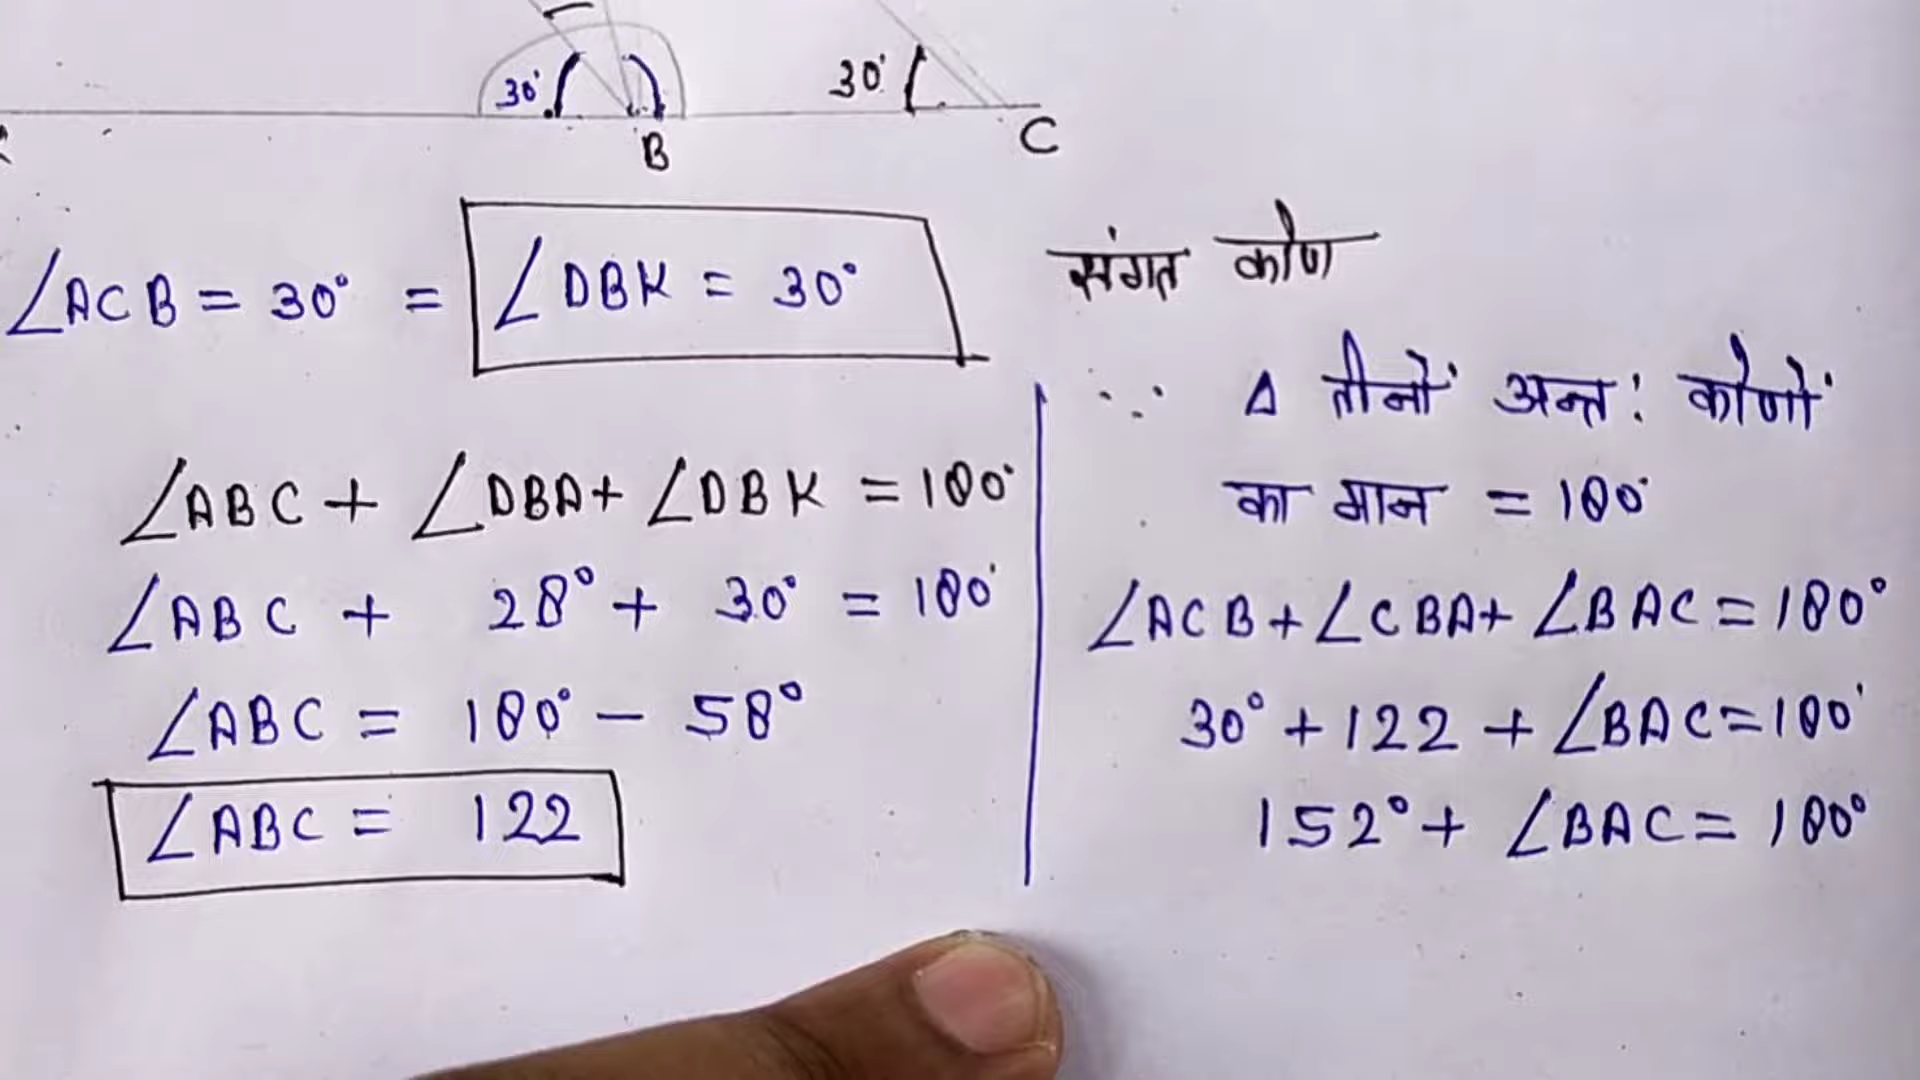 30° 30°
B C
∠ACB = 30° = ∠DBK = 30° संगत कोण
∠ABC + ∠DBA + ∠DBK = 180°
∠ABC + 28° + 30° = 180°
∠ABC = 180° - 58°
∠ABC = 122
∵ Δ तीनों अन्त: कोणों
का मान = 180°
∠ACB + ∠CBA + ∠BAC = 180°
30° + 122 + ∠BAC = 180°
152° + ∠BAC = 180°